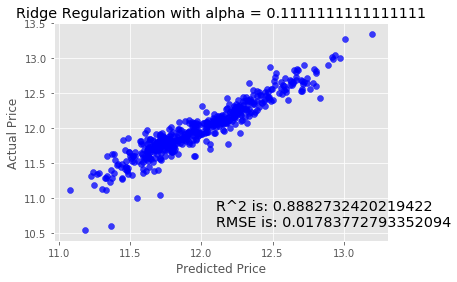 Ridge Regularization with alpha = 0.1111111111111111
13.5
13.0
12.5
12.0
11.5
11.0
10.5
Actual Price
R^2 is: 0.8882732420219422
RMSE is: 0.01783772793352094
11.0
11.5
12.0
12.5
13.0
Predicted Price